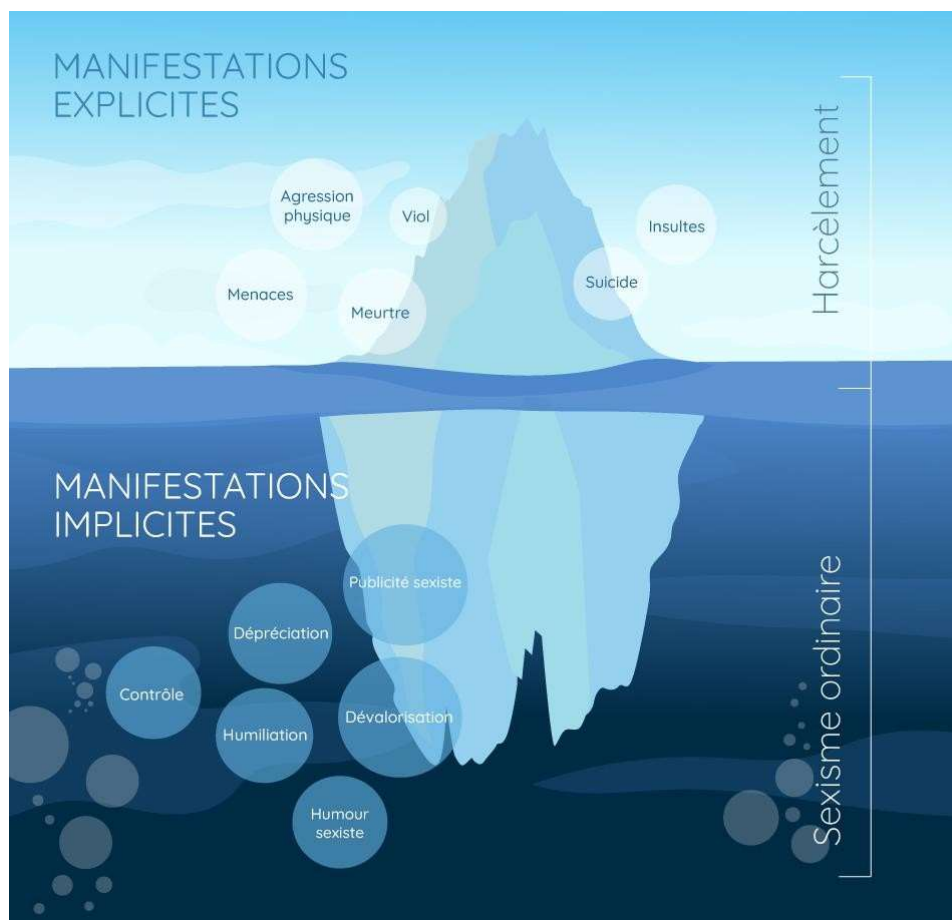 MANIFESTATIONS
EXPLICITES
Agression
physique
Viol
Insultes
Menaces
Meurtre
Suicide
Harcèlement
MANIFESTATIONS
IMPLICITES
Publicité sexiste
Dépréciation
Contrôle
Humiliation
Dévalorisation
Humour
sexiste
Sexisme ordinaire